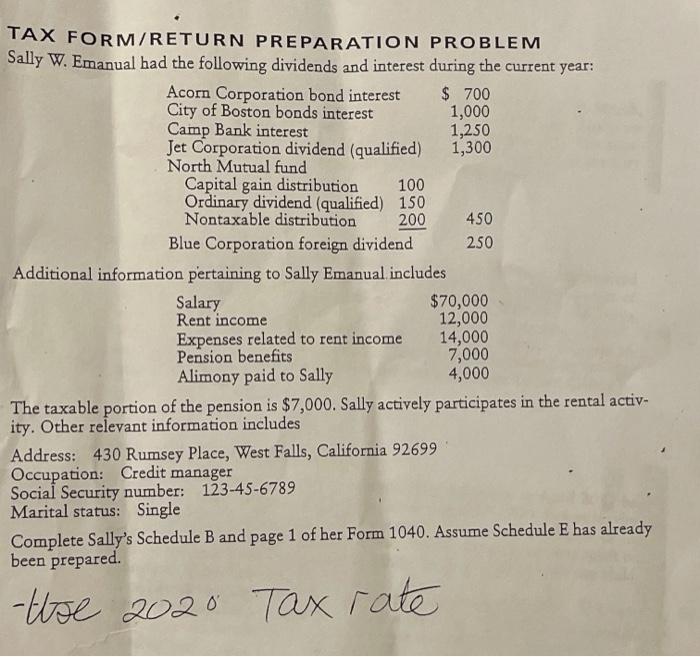 TAX FORM/RETURN PREPARATION PROBLEM
Sally W. Emanual had the following dividends and interest during the current year:
Acorn Corporation bond interest $ 700
City of Boston bonds interest 1,000
Camp Bank interest 1,250
Jet Corporation dividend (qualified) 1,300
North Mutual fund
Capital gain distribution 100
Ordinary dividend (qualified) 150
Nontaxable distribution 200 450
Blue Corporation foreign dividend 250
Additional information pertaining to Sally Emanual includes
Salary $70,000
Rent income 12,000
Expenses related to rent income 14,000
Pension benefits 7,000
Alimony paid to Sally 4,000
The taxable portion of the pension is $7,000. Sally actively participates in the rental activ-
ity. Other relevant information includes
Address: 430 Rumsey Place, West Falls, California 92699
Occupation: Credit manager
Social Security number: 123-45-6789
Marital status: Single
Complete Sally's Schedule B and page 1 of her Form 1040. Assume Schedule E has already
been prepared.
-Use 2020 Tax rate